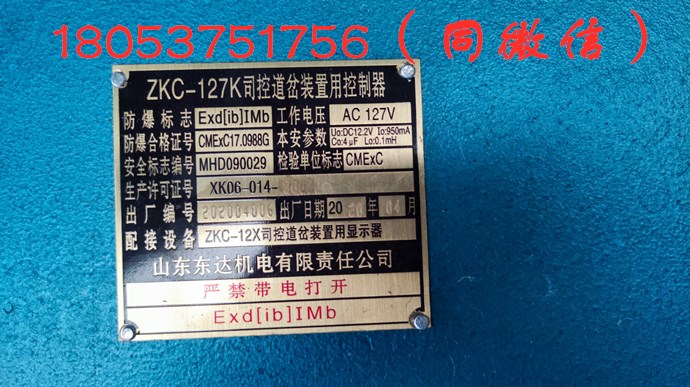 18053751756（同微信）
ZKC-127K司控道岔装置用控制器
防爆标志 Exd[ib]IMb 工作电压 AC 127V
防爆合格证号 CMExC17.0988G 本安参数 Uo:DC12.2V Io:950mA Co:4μF Lo:0.1mH
安全标志编号 MHD090029 检验单位标志 CMExC
生产许可证号 XK06-014-
出厂编号 202004006 出厂日期 20 年 04月
配接设备 ZKC-12X司控道岔装置用显示器
山东东达机电有限责任公司
严禁带电打开
Exd[ib]IMb